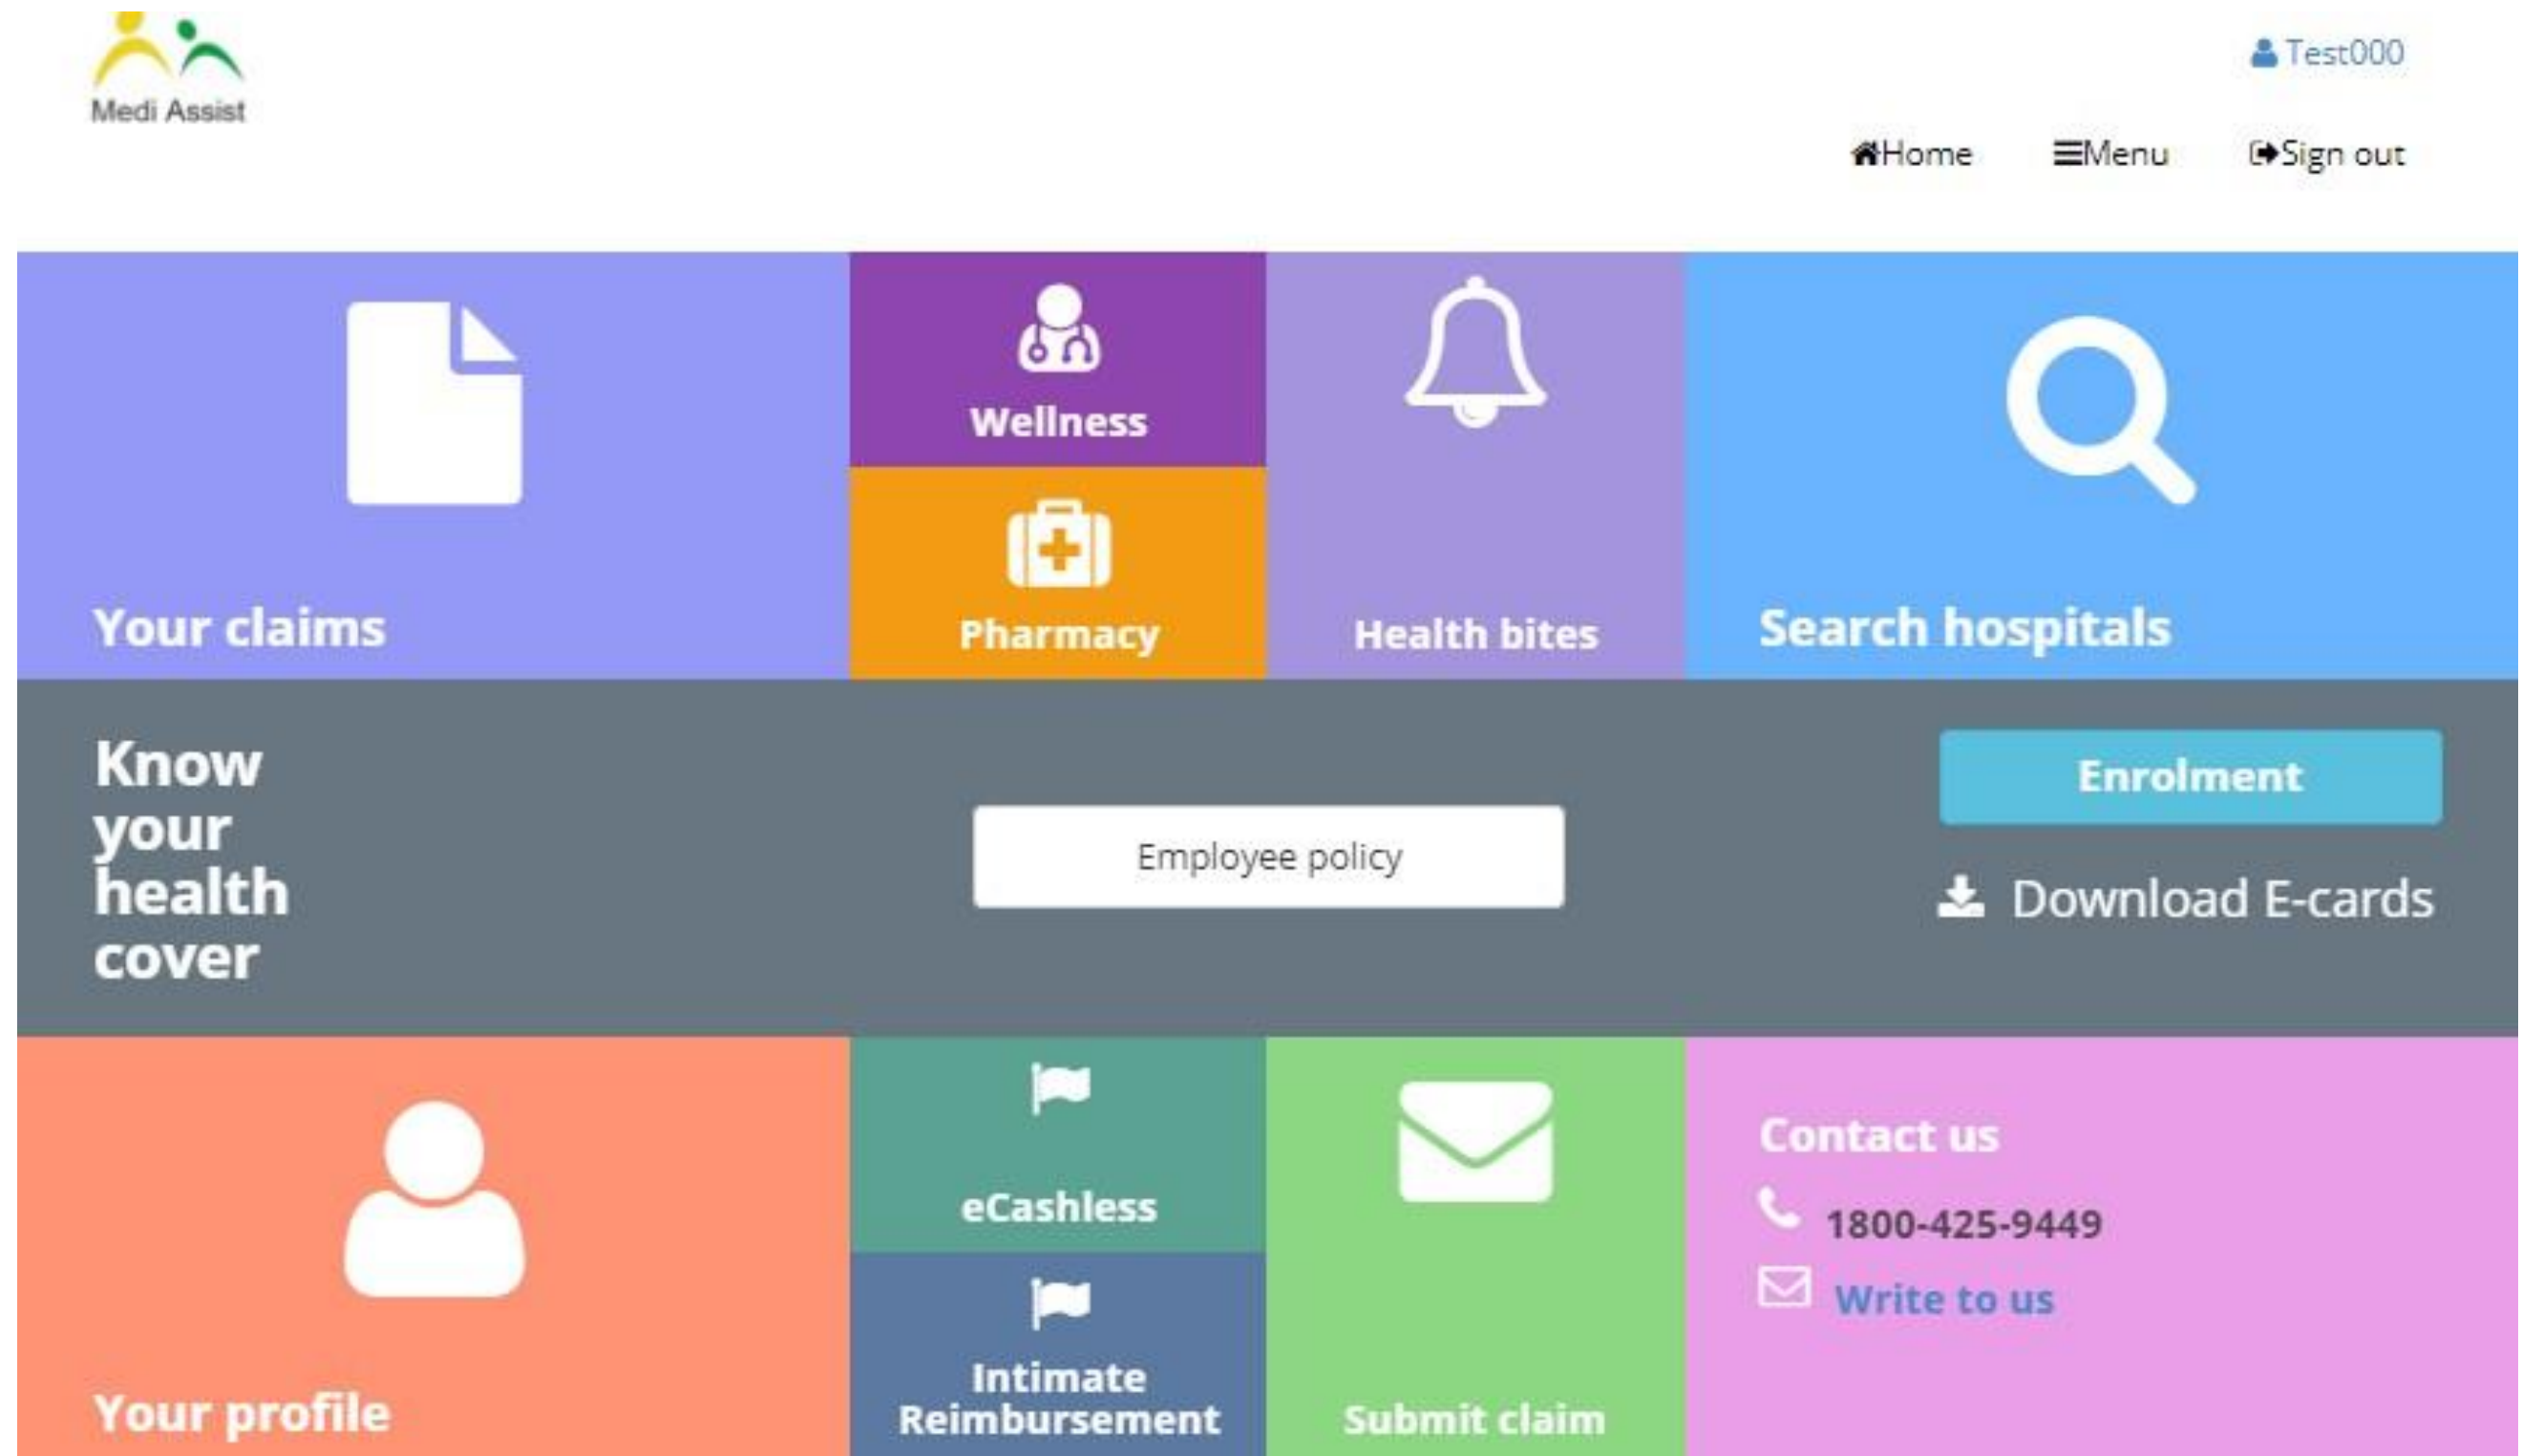 Medi Assist
Test000
Home
Menu
Sign out
Your claims
Wellness
Pharmacy
Health bites
Search hospitals
Know
your
health
cover
Employee policy
Enrolment
Download E-cards
Your profile
eCashless
Intimate
Reimbursement
Submit claim
Contact us
1800-425-9449
Write to us